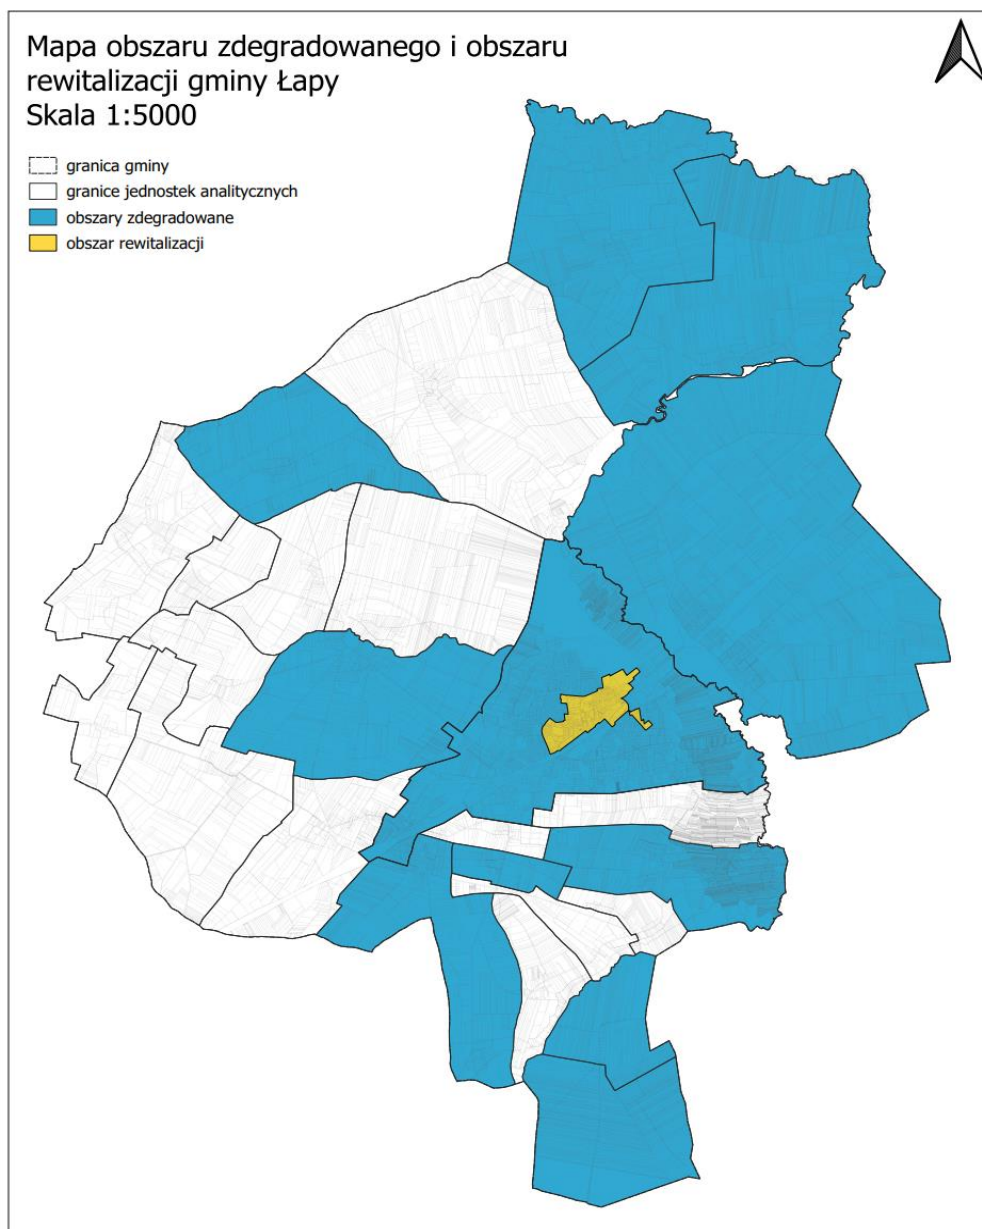 Mapa obszaru zdegradowanego i obszaru
rewitalizacji gminy Łapy
Skala 1:5000
granica gminy
granice jednostek analitycznych
obszary zdegradowane
obszar rewitalizacji